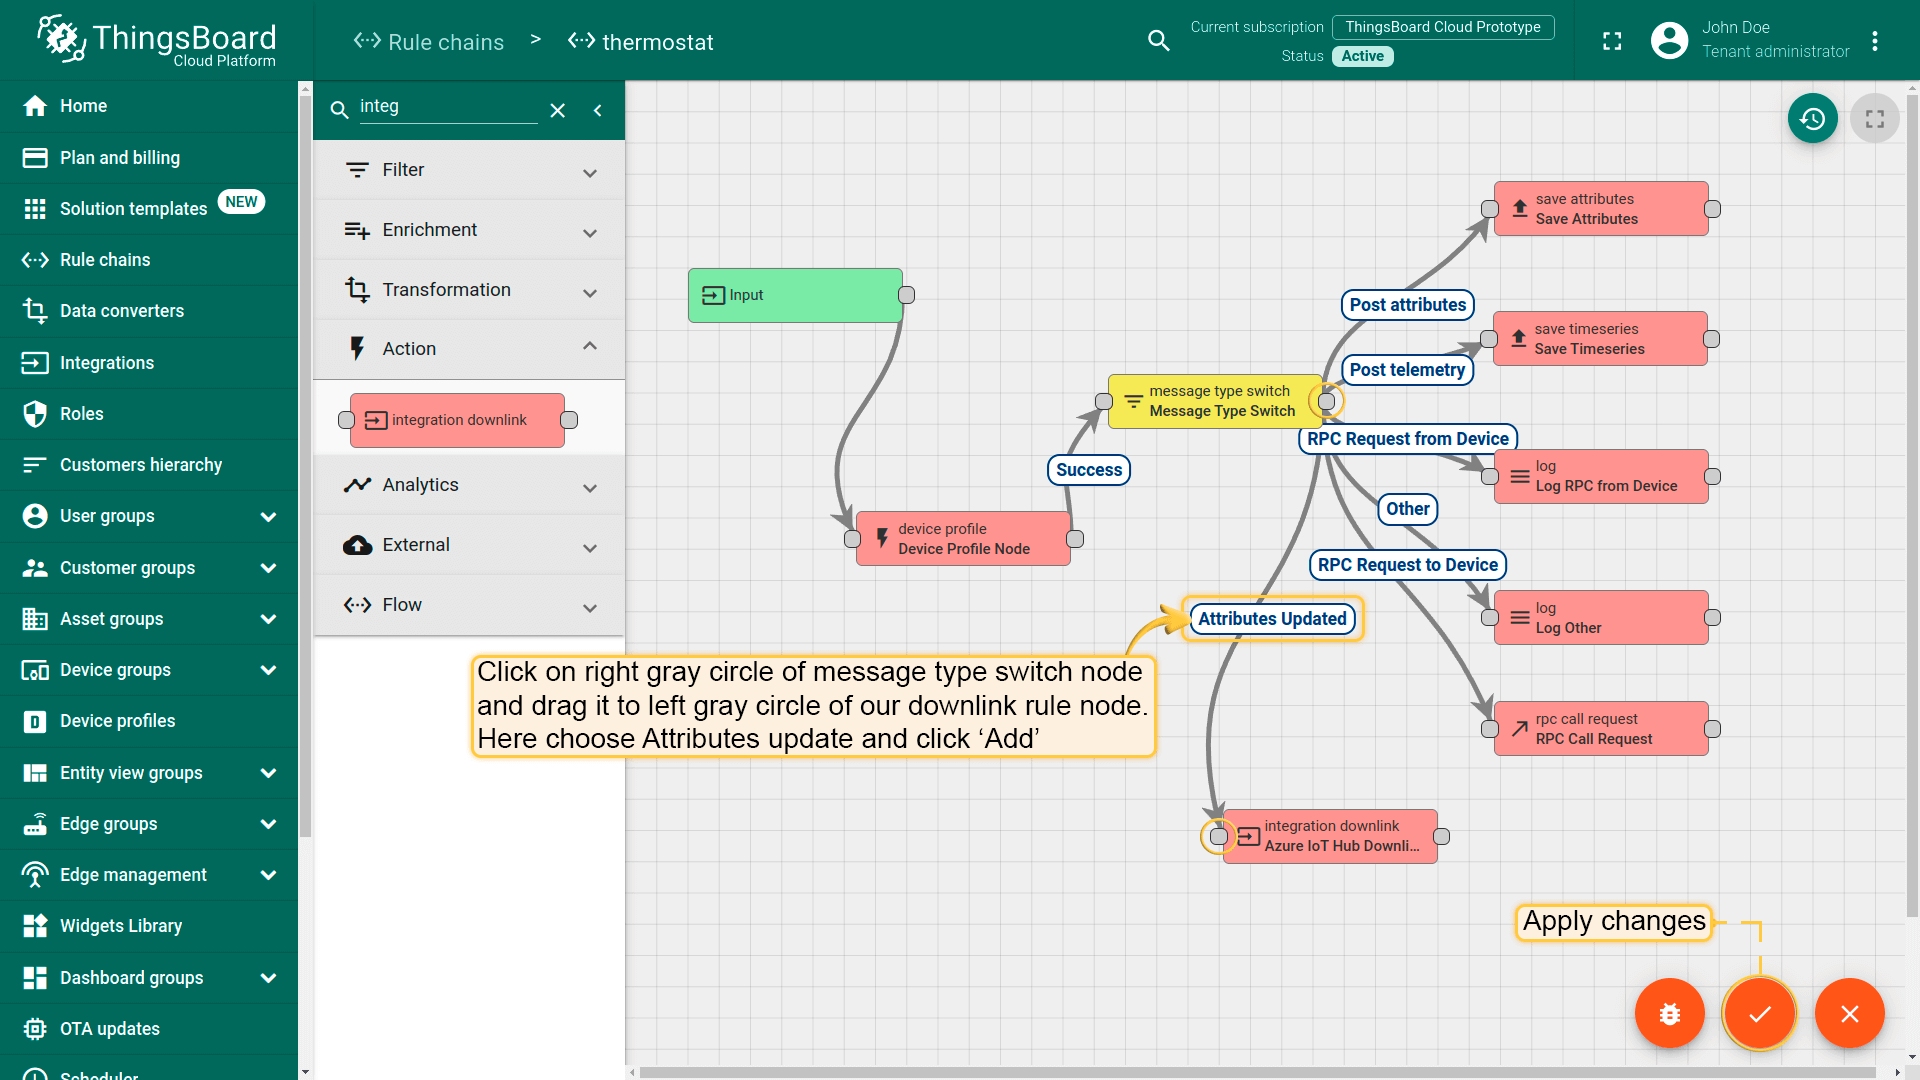 ThingsBoard
Cloud Platform
Rule chains > thermostat
Current subscription ThingsBoard Cloud Prototype
Status Active
John Doe
Tenant administrator
Home
Plan and billing
Solution templates NEW
Rule chains
Data converters
Integrations
Roles
Customers hierarchy
User groups
Customer groups
Asset groups
Device groups
Device profiles
Entity view groups
Edge groups
Edge management
Widgets Library
Dashboard groups
OTA updates
Scheduler
integ
Filter
Enrichment
Transformation
Action
integration downlink
Analytics
External
Flow
Input
device profile
Device Profile Node
Success
message type switch
Message Type Switch
Post attributes
Post telemetry
RPC Request from Device
Other
RPC Request to Device
Attributes Updated
save attributes
Save Attributes
save timeseries
Save Timeseries
log
Log RPC from Device
log
Log Other
rpc call request
RPC Call Request
integration downlink
Azure IoT Hub Downli...
Click on right gray circle of message type switch node
and drag it to left gray circle of our downlink rule node.
Here choose Attributes update and click ‘Add’
Apply changes